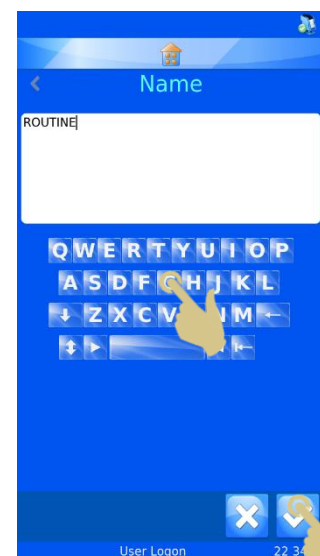 Name
ROUTINE
Q W E R T Y U I O P
A S D F G H J K L
Z X C V N M
User Logon 22 34